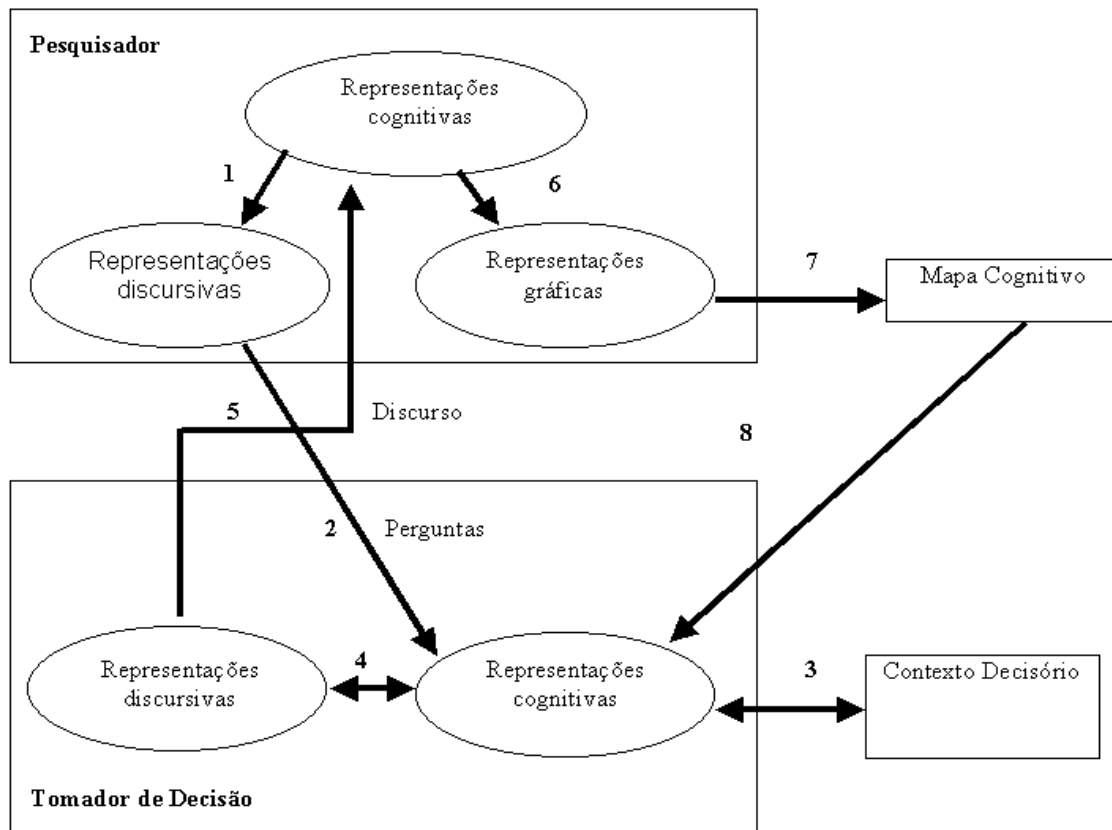 Pesquisador
Representações
cognitivas
1
6
Representações
discursivas
Representações
gráficas
7
Mapa Cognitivo
5
Discurso
8
2
Perguntas
Representações
discursivas
4
Representações
cognitivas
3
Contexto Decisório
Tomador de Decisão